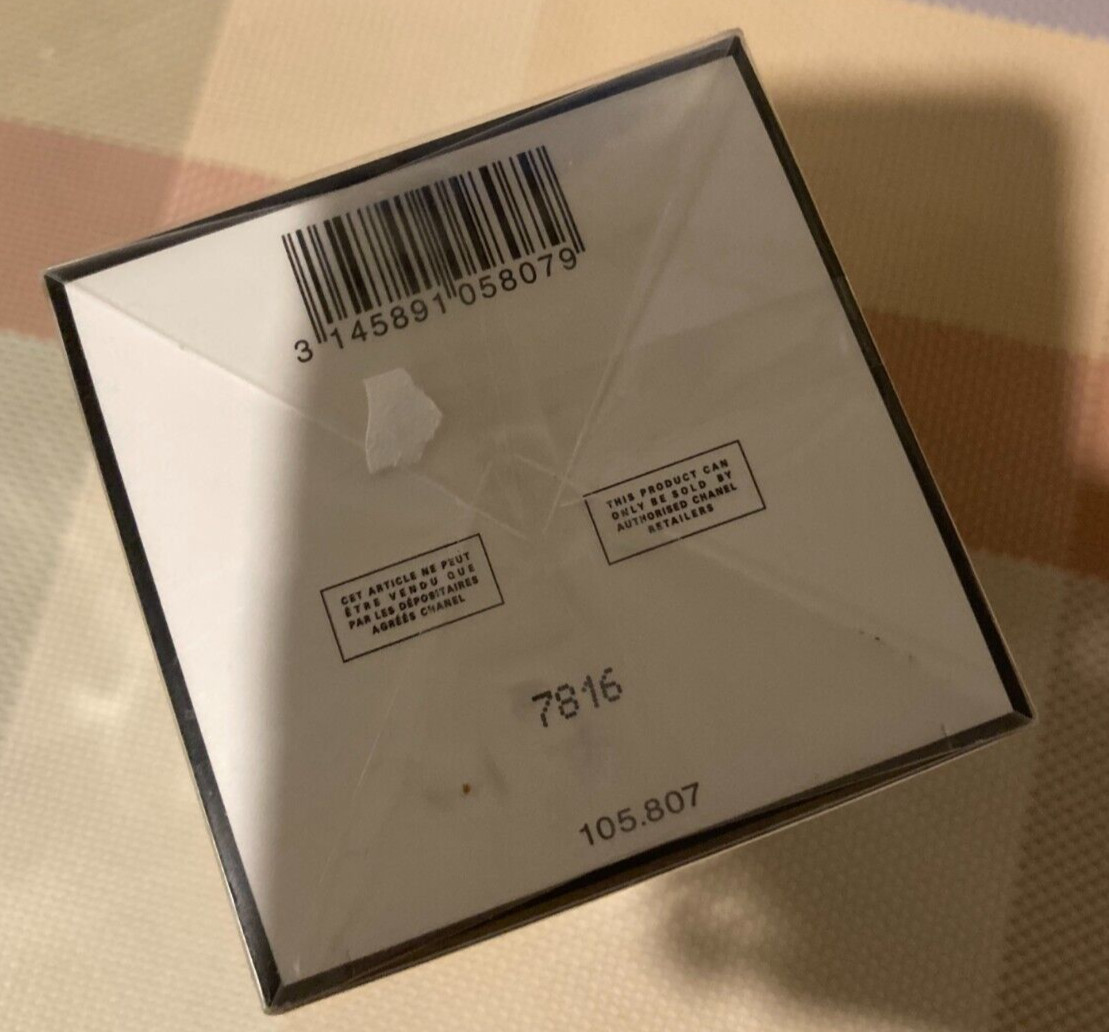 3 145891 058079
THIS PRODUCT CAN
ONLY BE SOLD BY
AUTHORISED CHANEL
RETAILERS
CET ARTICLE NE PEUT
ÊTRE VENDU QUE
PAR LES DÉPOSITAIRES
AGRÉÉS CHANEL
7816
105.807